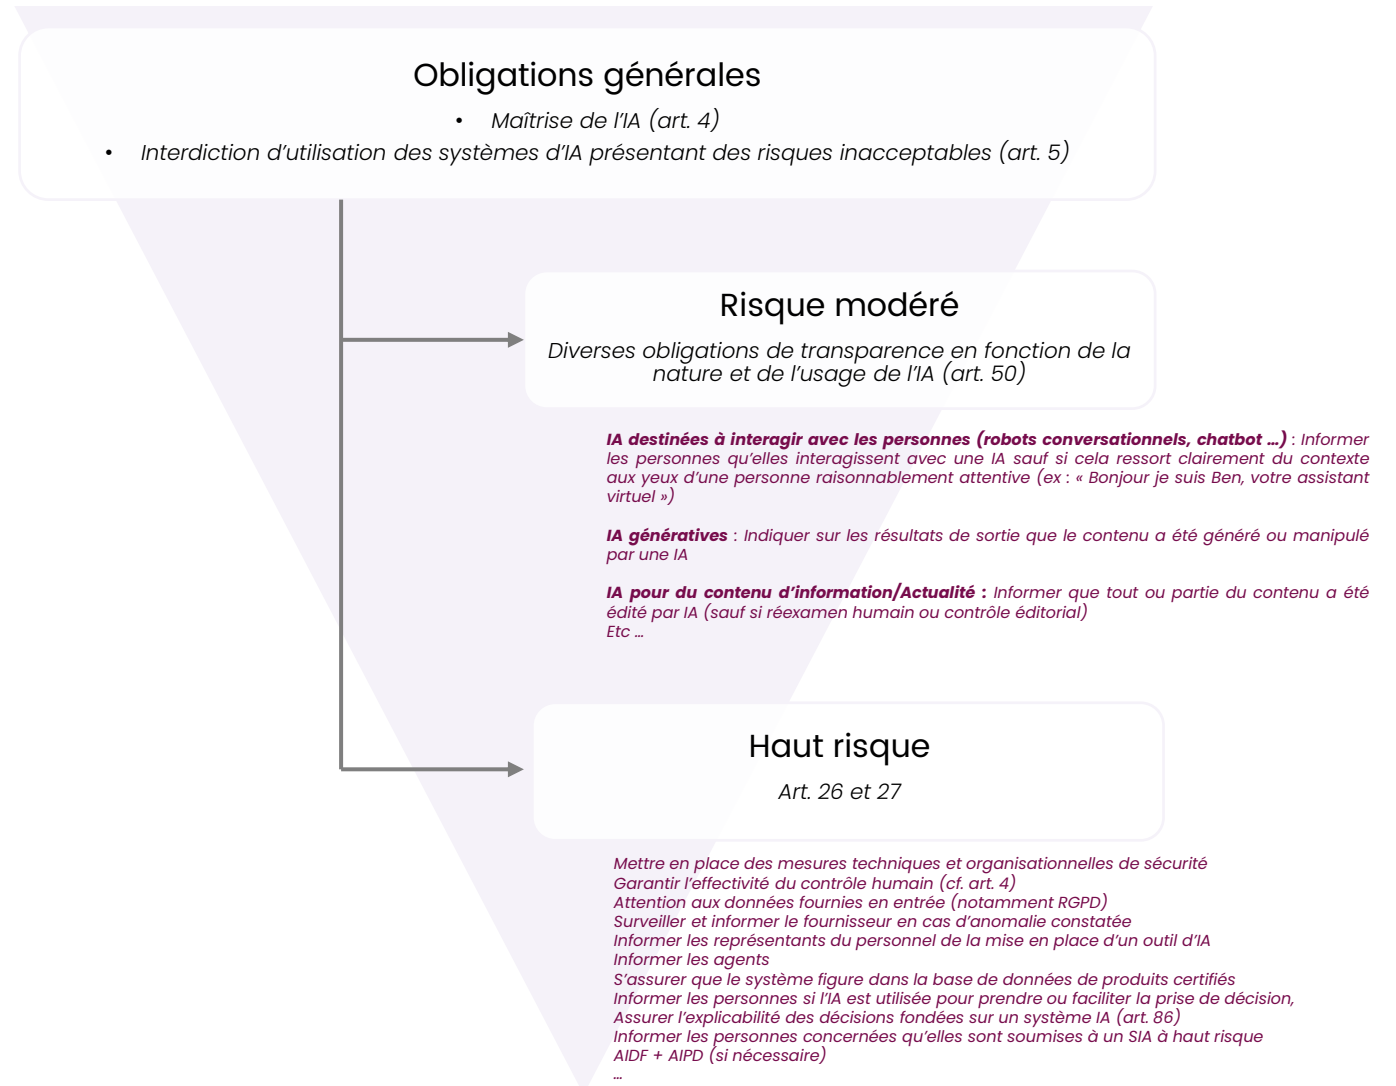 Obligations générales
• Maîtrise de l'IA (art. 4)
• Interdiction d'utilisation des systèmes d'IA présentant des risques inacceptables (art. 5)
Risque modéré
Diverses obligations de transparence en fonction de la
nature et de l'usage de l'IA (art. 50)
IA destinées à interagir avec les personnes (robots conversationnels, chatbot …) : Informer
les personnes qu'elles interagissent avec une IA sauf si cela ressort clairement du contexte
aux yeux d'une personne raisonnablement attentive (ex : « Bonjour je suis Ben, votre assistant
virtuel »)
IA génératives : Indiquer sur les résultats de sortie que le contenu a été généré ou manipulé
par une IA
IA pour du contenu d'information/Actualité : Informer que tout ou partie du contenu a été
édité par IA (sauf si réexamen humain ou contrôle éditorial)
Etc …
Haut risque
Art. 26 et 27
Mettre en place des mesures techniques et organisationnelles de sécurité
Garantir l'effectivité du contrôle humain (cf. art. 4)
Attention aux données fournies en entrée (notamment RGPD)
Surveiller et informer le fournisseur en cas d'anomalie constatée
Informer les représentants du personnel de la mise en place d'un outil d'IA
Informer les agents
S'assurer que le système figure dans la base de données de produits certifiés
Informer les personnes si l'IA est utilisée pour prendre ou faciliter la prise de décision,
Assurer l'explicabilité des décisions fondées sur un système IA (art. 86)
Informer les personnes concernées qu'elles sont soumises à un SIA à haut risque
AIDF + AIPD (si nécessaire)
…